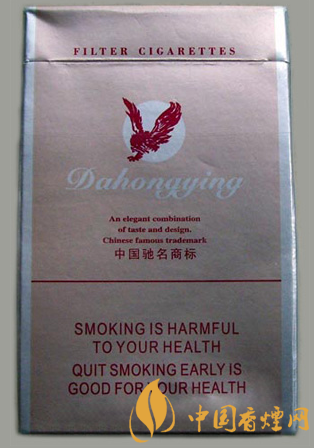 FILTER CIGARETTES
Dahongying
An elegant combination
of taste and design.
Chinese famous trademark
中国驰名商标
SMOKING IS HARMFUL
TO YOUR HEALTH
QUIT SMOKING EARLY IS
GOOD FOR YOUR HEALTH
中国香烟网